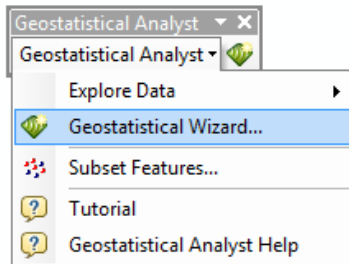 Geostatistical Analyst
Geostatistical Analyst
Explore Data
Geostatistical Wizard...
Subset Features...
Tutorial
Geostatistical Analyst Help